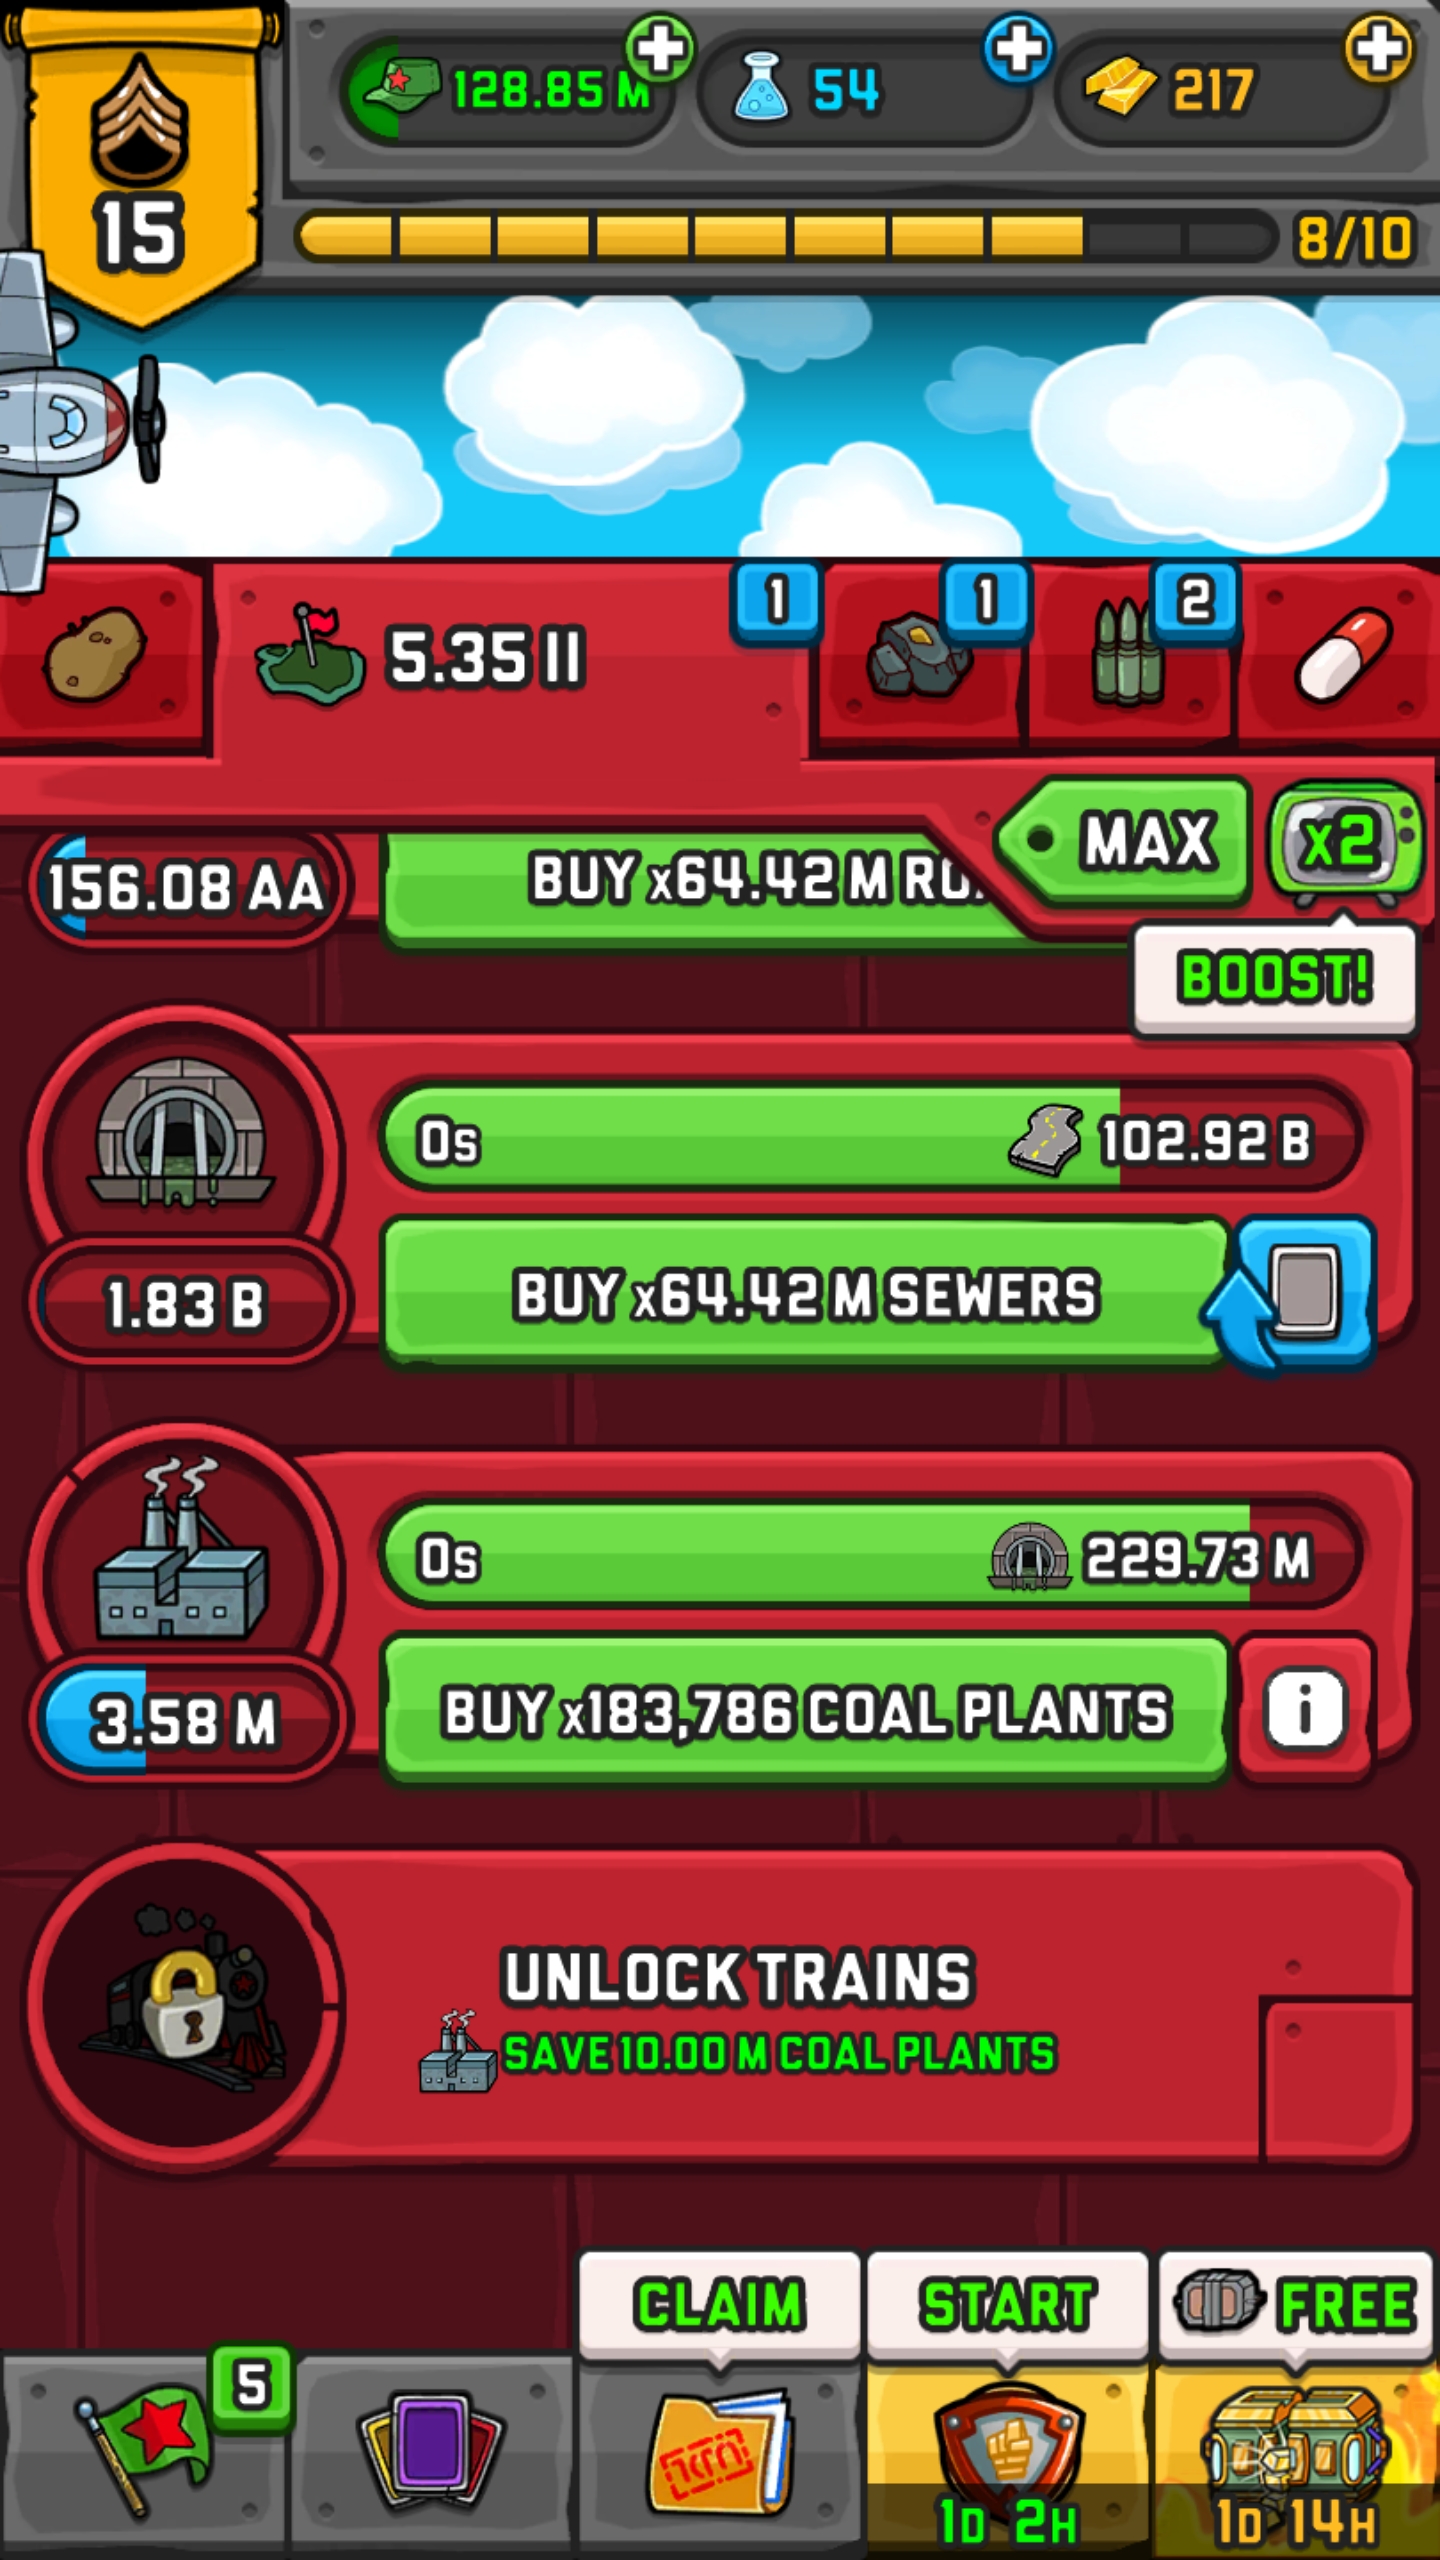 128.85 M
54
217
15
8/10
5.35 II
1
1
2
MAX
x2
156.08 AA
BUY x64.42 M
BOOST!
0s
102.92 B
1.83 B
BUY x64.42 M SEWERS
0s
229.73 M
3.58 M
BUY x183,786 COAL PLANTS
i
UNLOCK TRAINS
SAVE 10.00 M COAL PLANTS
CLAIM
START
FREE
5
1D 2H
1D 14H